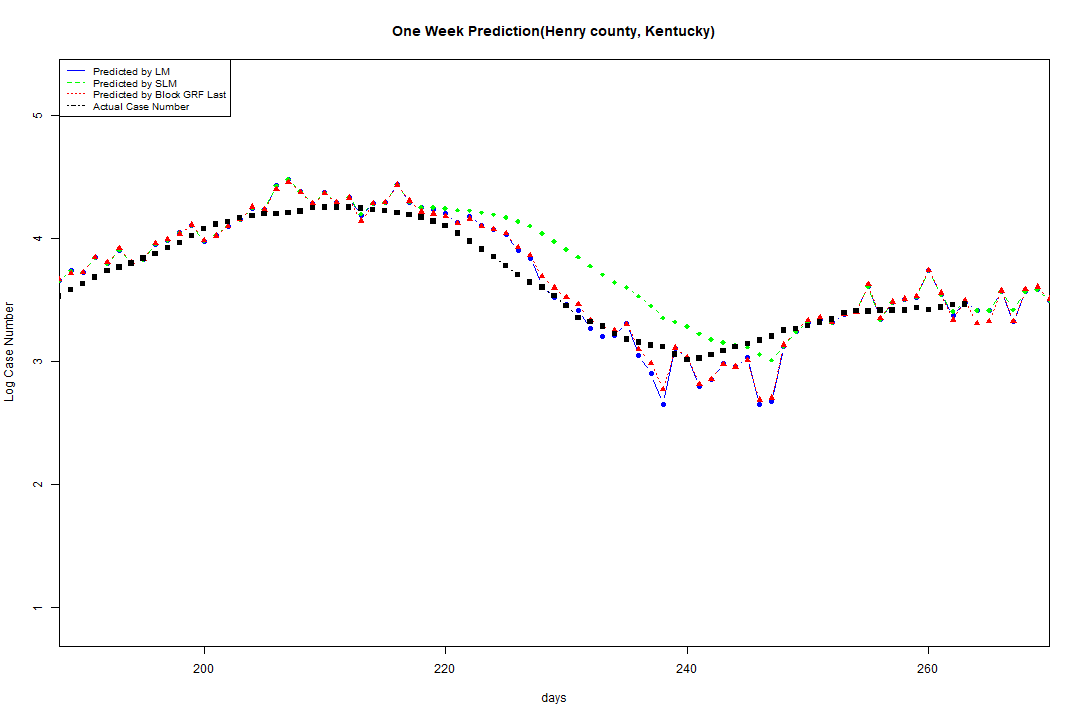 One Week Prediction(Henry county, Kentucky)
Predicted by LM
Predicted by SLM
Predicted by Block GRF Last
Actual Case Number
5
4
3
2
1
Log Case Number
200 220 240 260
days